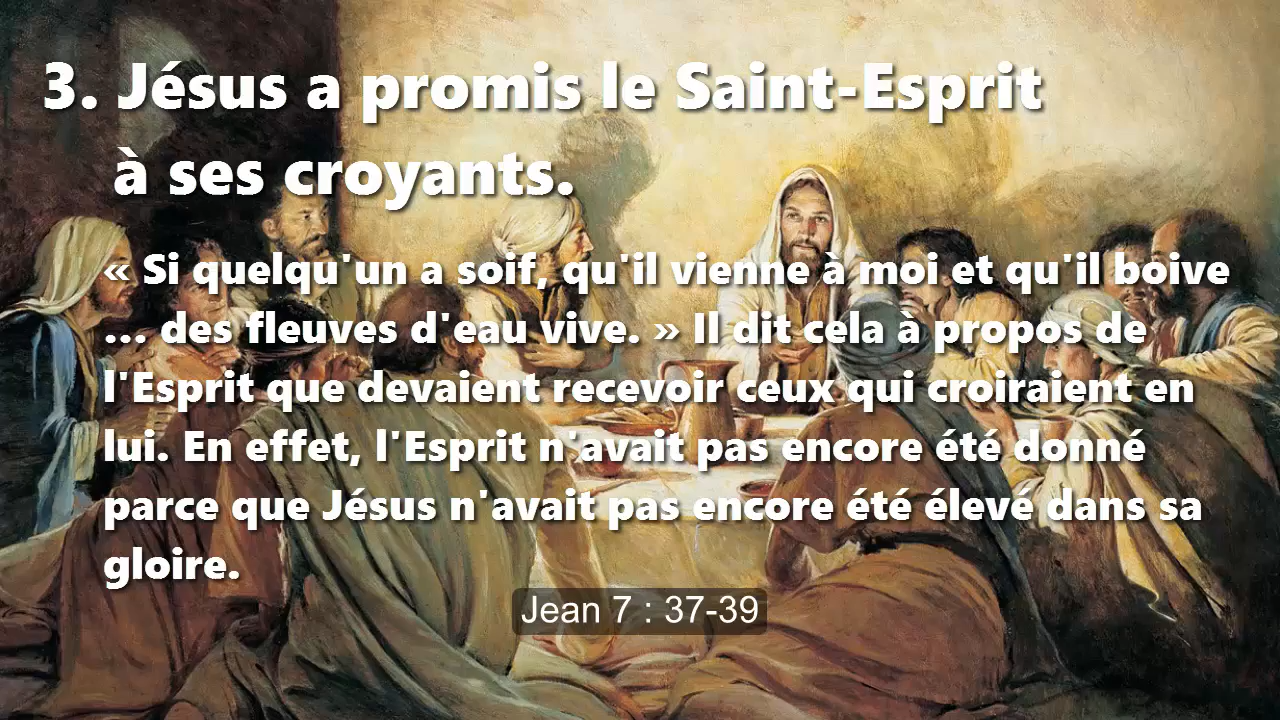 3. Jésus a promis le Saint-Esprit
à ses croyants.
« Si quelqu'un a soif, qu'il vienne à moi et qu'il boive
... des fleuves d'eau vive. » Il dit cela à propos de
l'Esprit que devaient recevoir ceux qui croiraient en
lui. En effet, l'Esprit n'avait pas encore été donné
parce que Jésus n'avait pas encore été élevé dans sa
gloire.
Jean 7 : 37-39